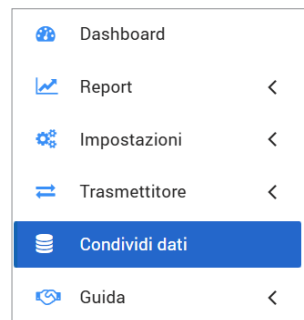 Dashboard
Report
Impostazioni
Trasmettitore
Condividi dati
Guida